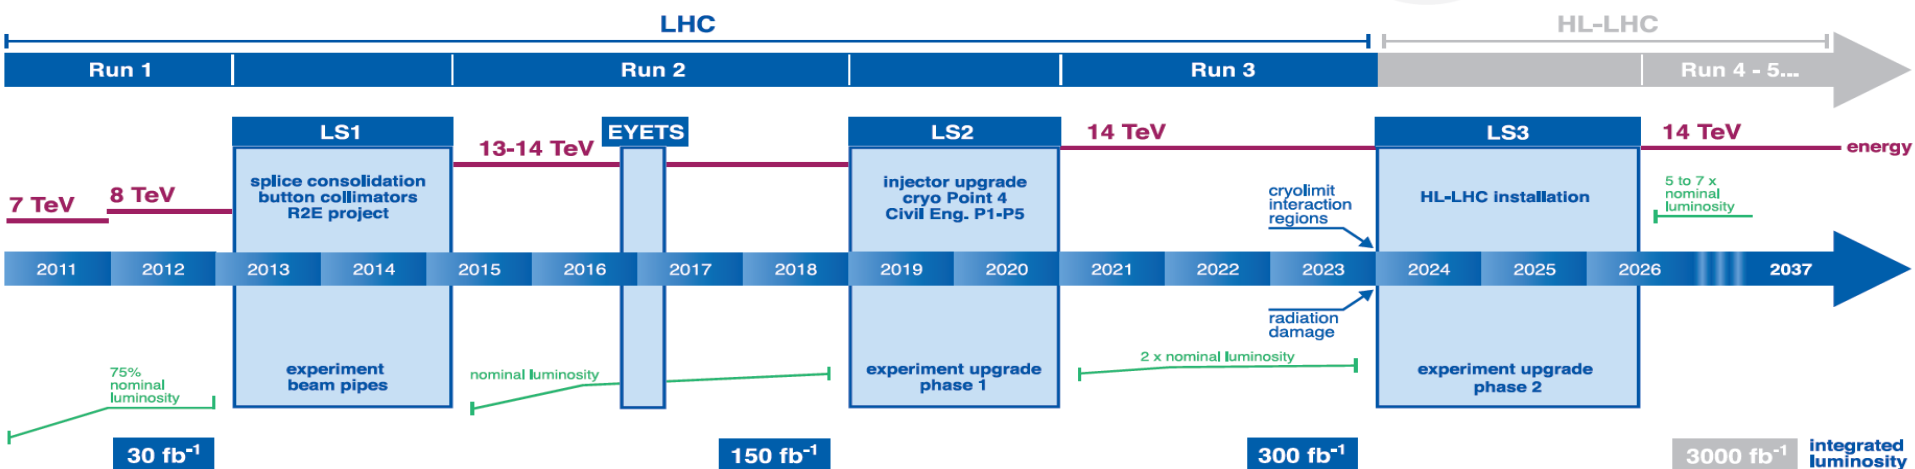 LHC
HL-LHC
Run 1
Run 2
Run 3
Run 4 - 5...
LS1
EYETS
LS2
14 TeV
LS3
14 TeV
energy
13-14 TeV
7 TeV
8 TeV
splice consolidation
button collimators
R2E project
injector upgrade
cryo Point 4
Civil Eng. P1-P5
cryolimit
interaction
regions
HL-LHC installation
5 to 7 x
nominal
luminosity
2011
2012
2013
2014
2015
2016
2017
2018
2019
2020
2021
2022
2023
2024
2025
2026
2037
radiation
damage
75%
nominal
luminosity
experiment
beam pipes
nominal luminosity
experiment upgrade
phase 1
2 x nominal luminosity
experiment upgrade
phase 2
30 fb⁻¹
150 fb⁻¹
300 fb⁻¹
3000 fb⁻¹
integrated
luminosity